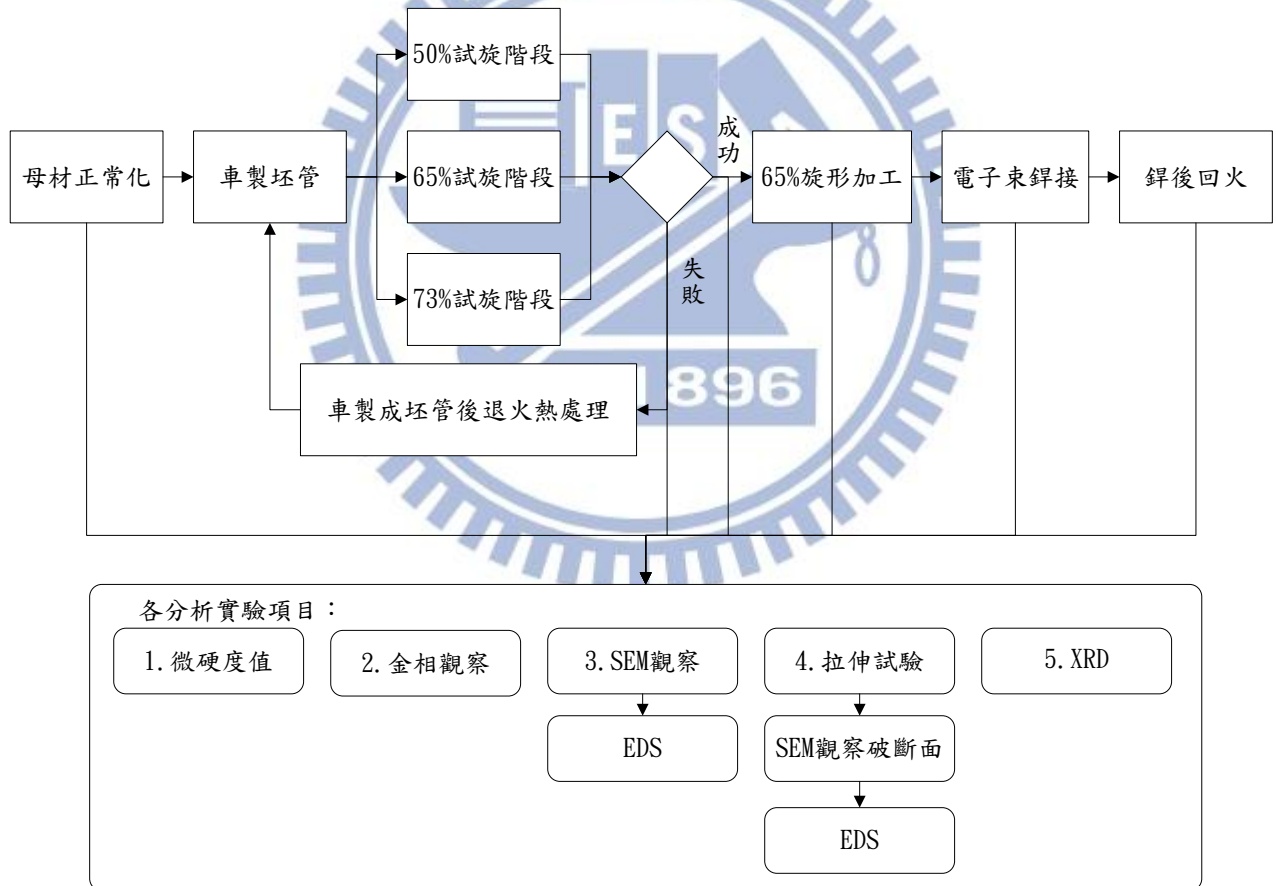 50%試旋階段
母材正常化
車製坯管
65%試旋階段
成功
65%旋形加工
電子束銲接
銲後回火
73%試旋階段
失敗
車製成坯管後退火熱處理
ES
1896
各分析實驗項目：
1.微硬度值
2.金相觀察
3.SEM觀察
4.拉伸試驗
5.XRD
EDS
SEM觀察破斷面
EDS